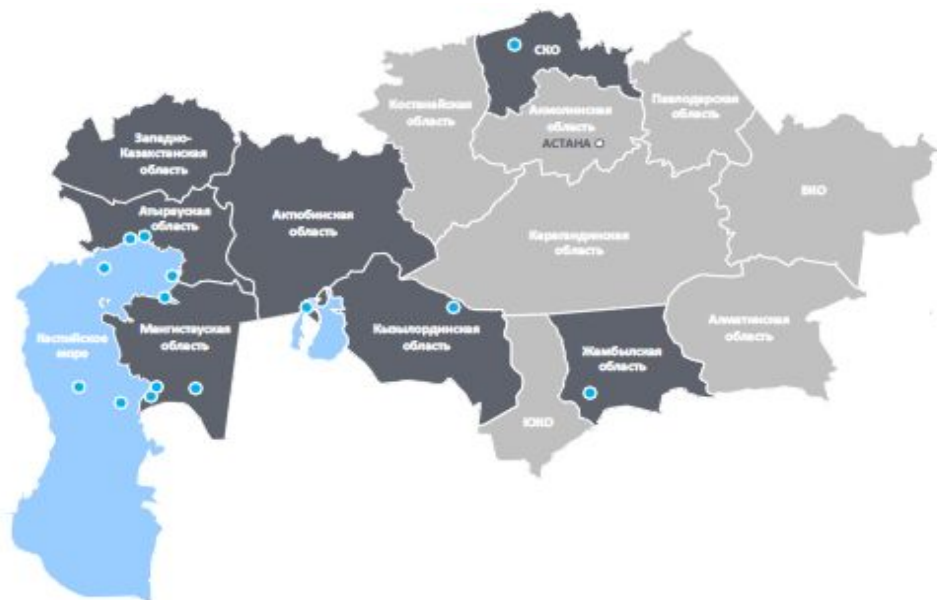 СКО
Костанайская
область
Акмолинская
область
АСТАНА
Павлодарская
область
Западно-
Казахстанская
область
ВКО
Атырауская
область
Актюбинская
область
Карагандинская
область
Каспийское
море
Мангистауская
область
Кызылординская
область
Жамбылская
область
Алматинская
область
ЮКО